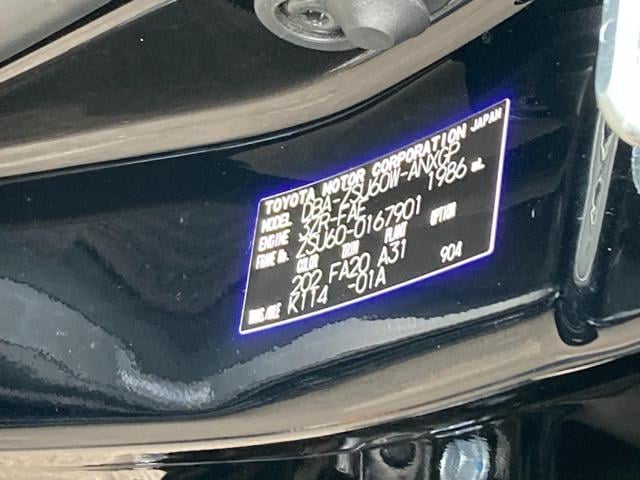 TOYOTA MOTOR CORPORATION JAPAN
MODEL DBA-ZSU60W-ANXGP
ENGINE 3ZR-FAE 1986 mL
FRAME No. ZSU60-0167901
COLOR TRIM PLANT OPTION
202 FA20 A31 904
TRANS./AXLE K114 -01A